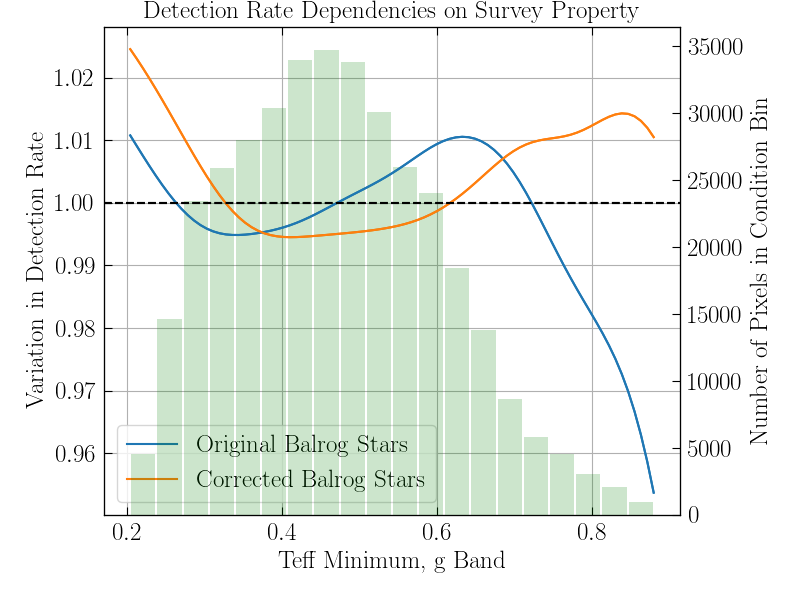 Detection Rate Dependencies on Survey Property
Variation in Detection Rate
1.02
1.01
1.00
0.99
0.98
0.97
0.96
35000
30000
25000
20000
15000
10000
5000
0
Number of Pixels in Condition Bin
Original Balrog Stars
Corrected Balrog Stars
0.2 0.4 0.6 0.8
Teff Minimum, g Band